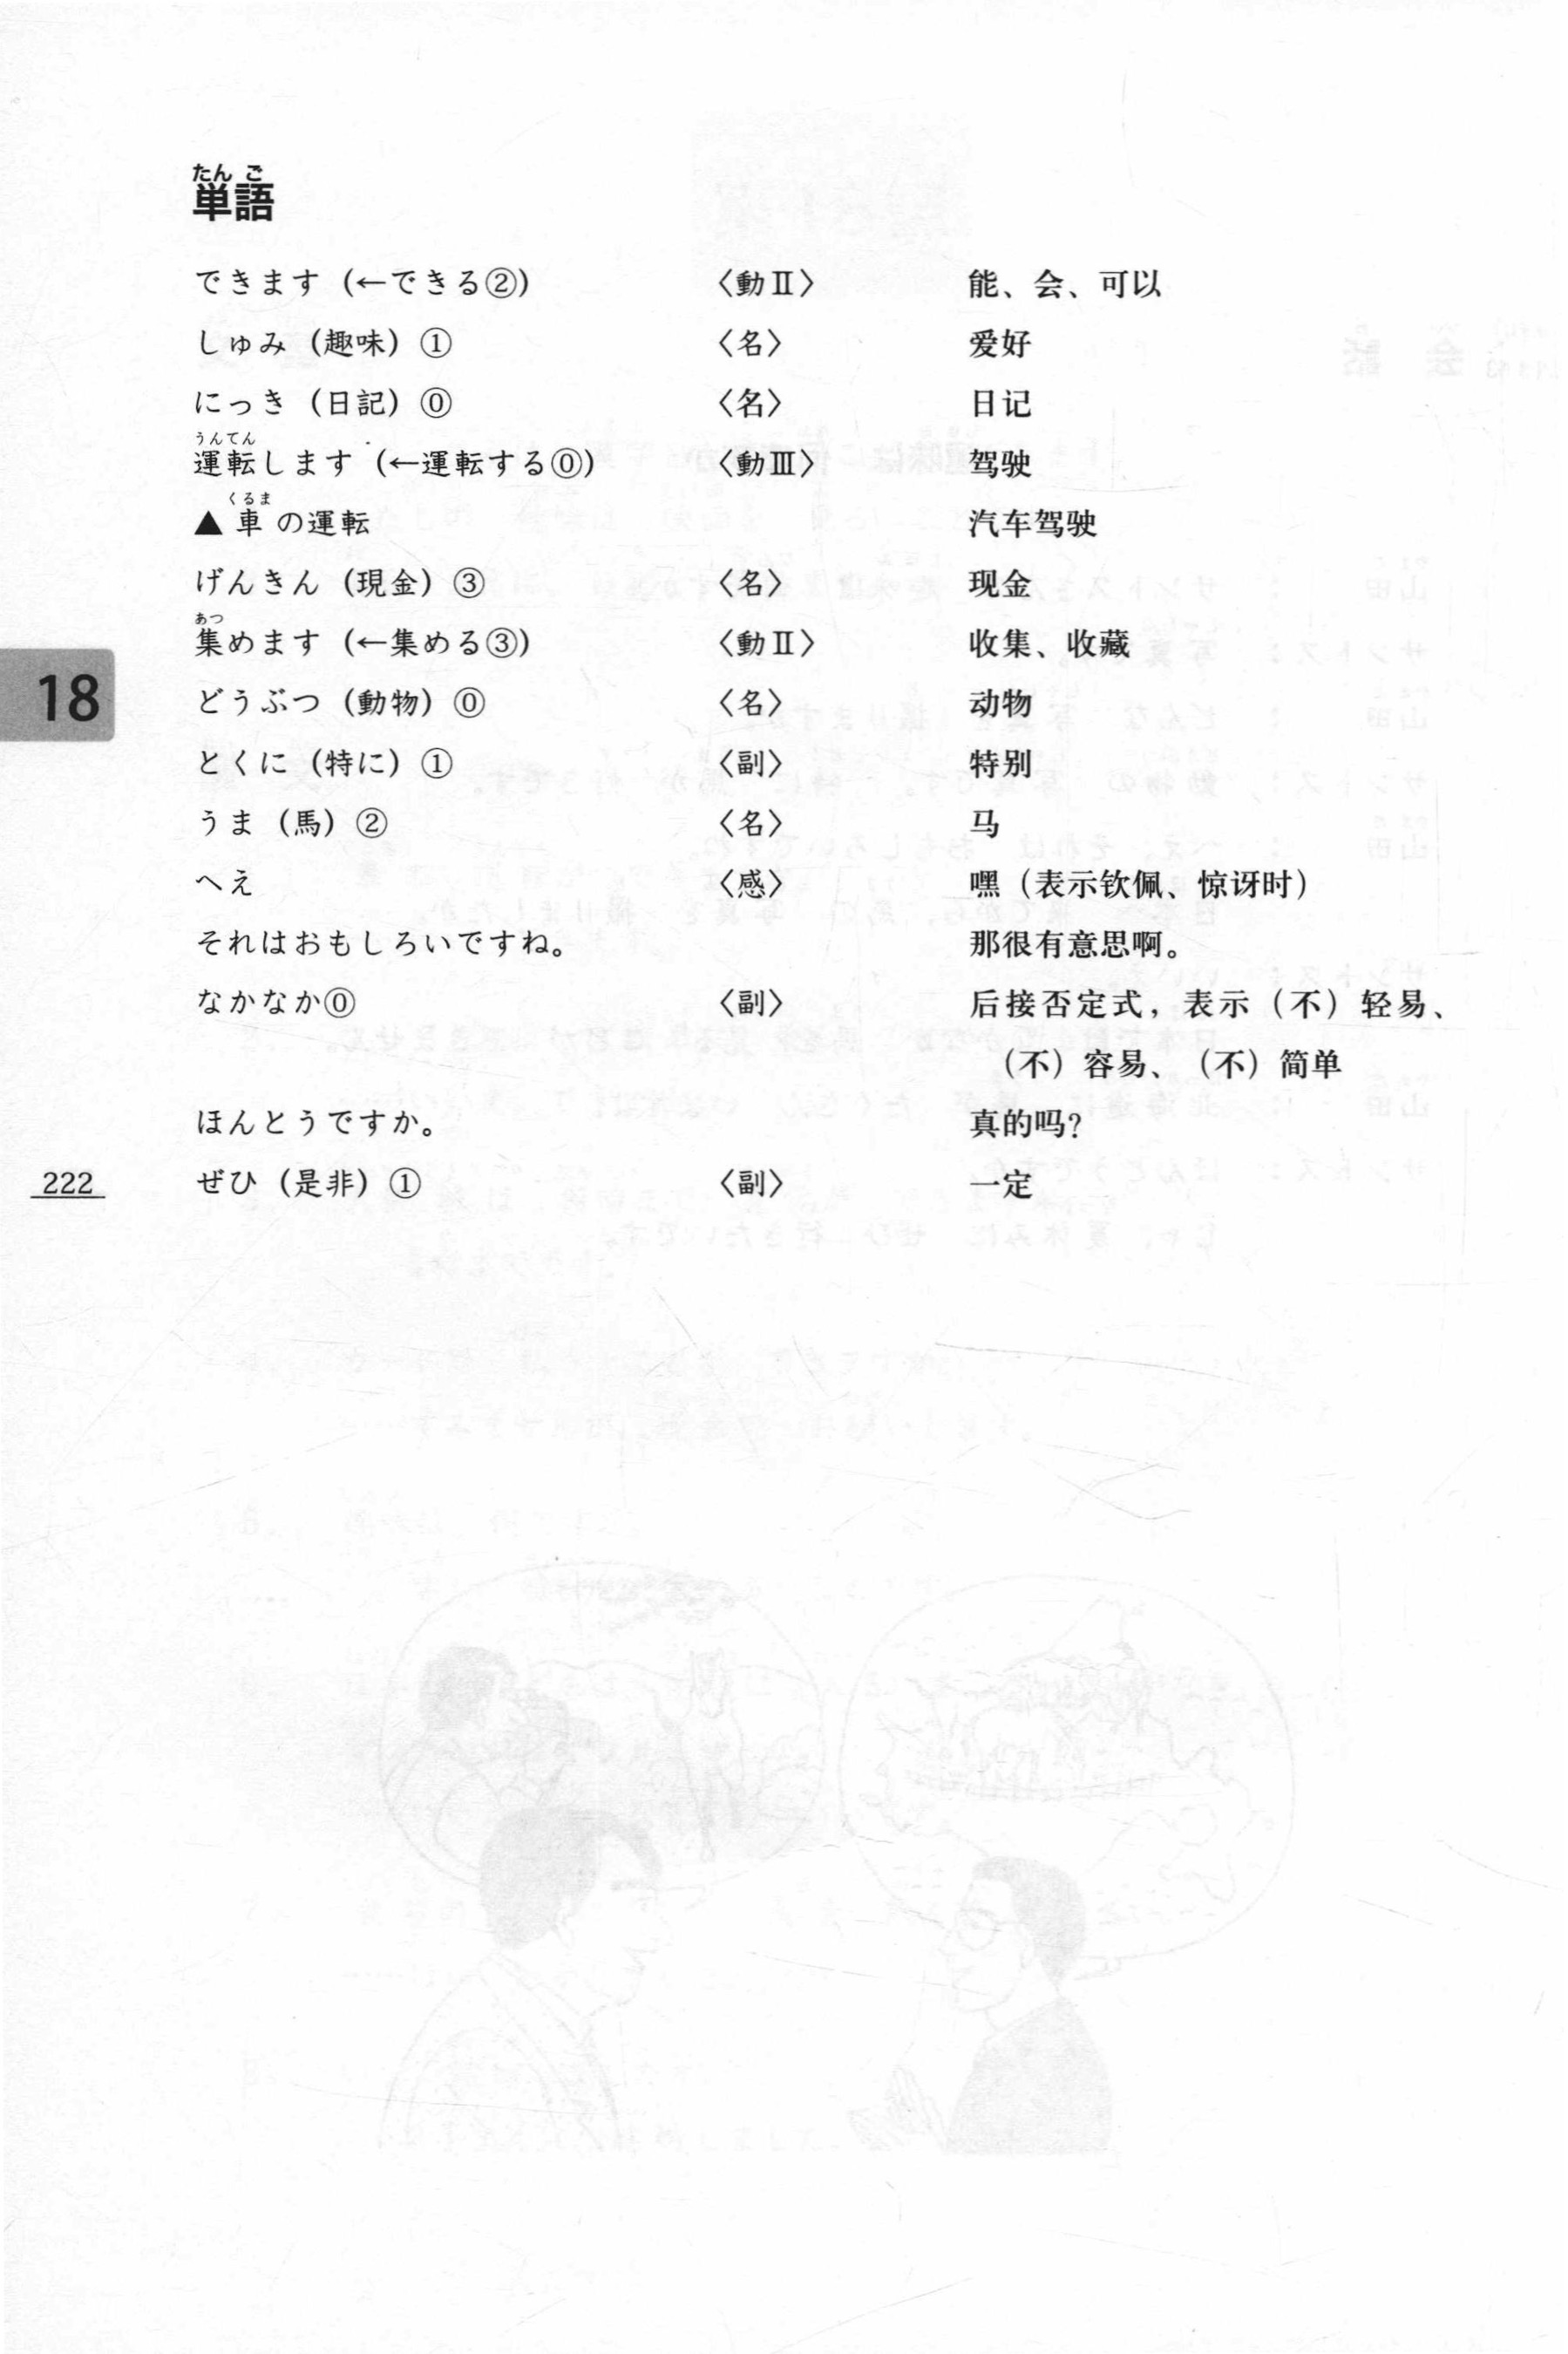 たんご
単語
できます（←できる②） 〈動Ⅱ〉 能、会、可以
しゅみ（趣味）① 〈名〉 爱好
にっき（日記）⓪ 〈名〉 日记
うんてん
運転します（←運転する⓪） 〈動Ⅲ〉 驾驶
くるま
▲車の運転 汽车驾驶
げんきん（現金）③ 〈名〉 现金
あつ
集めます（←集める③） 〈動Ⅱ〉 收集、收藏
18
どうぶつ（動物）⓪ 〈名〉 动物
とくに（特に）① 〈副〉 特别
うま（馬）② 〈名〉 马
へえ 〈感〉 嘿（表示钦佩、惊讶时）
それはおもしろいですね。 那很有意思啊。
なかなか⓪ 〈副〉 后接否定式，表示（不）轻易、
（不）容易、（不）简单
ほんとうですか。 真的吗？
222
ぜひ（是非）① 〈副〉 一定